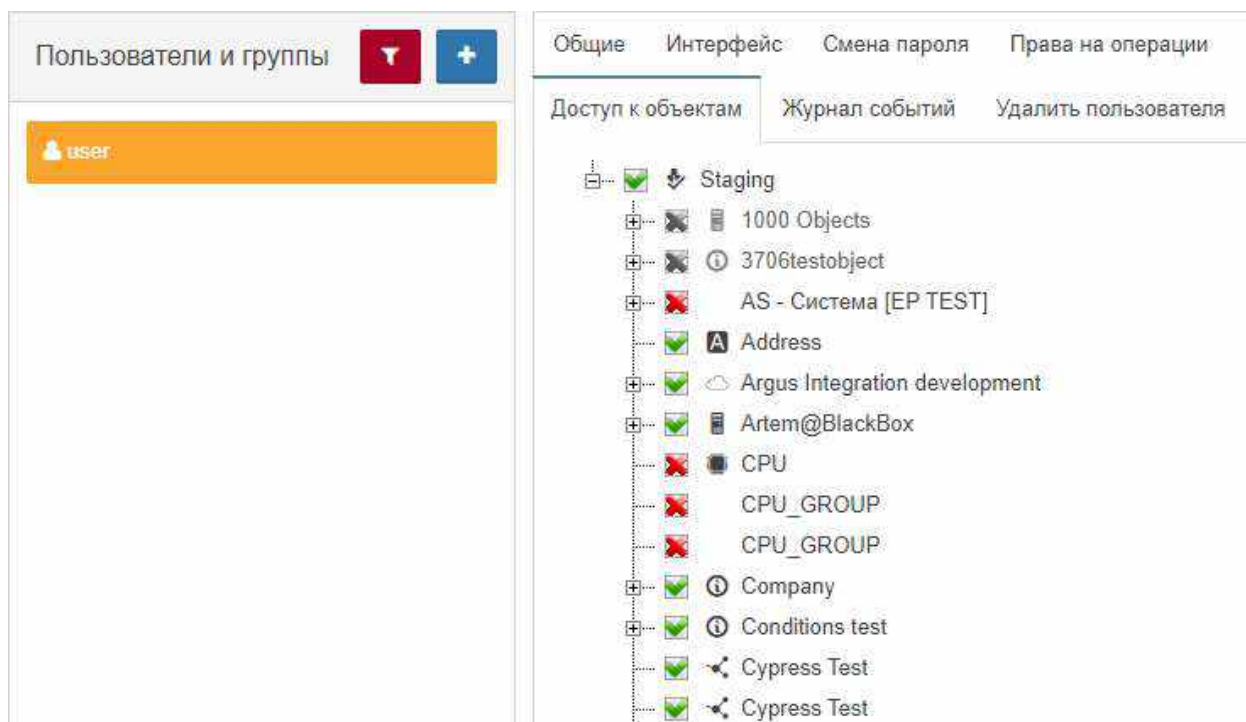 Пользователи и группы
user
Общие Интерфейс Смена пароля Права на операции
Доступ к объектам Журнал событий Удалить пользователя
Staging
1000 Objects
3706testobject
AS - Система [EP TEST]
A Address
Argus Integration development
Artem@BlackBox
CPU
CPU_GROUP
CPU_GROUP
Company
Conditions test
Cypress Test
Cypress Test